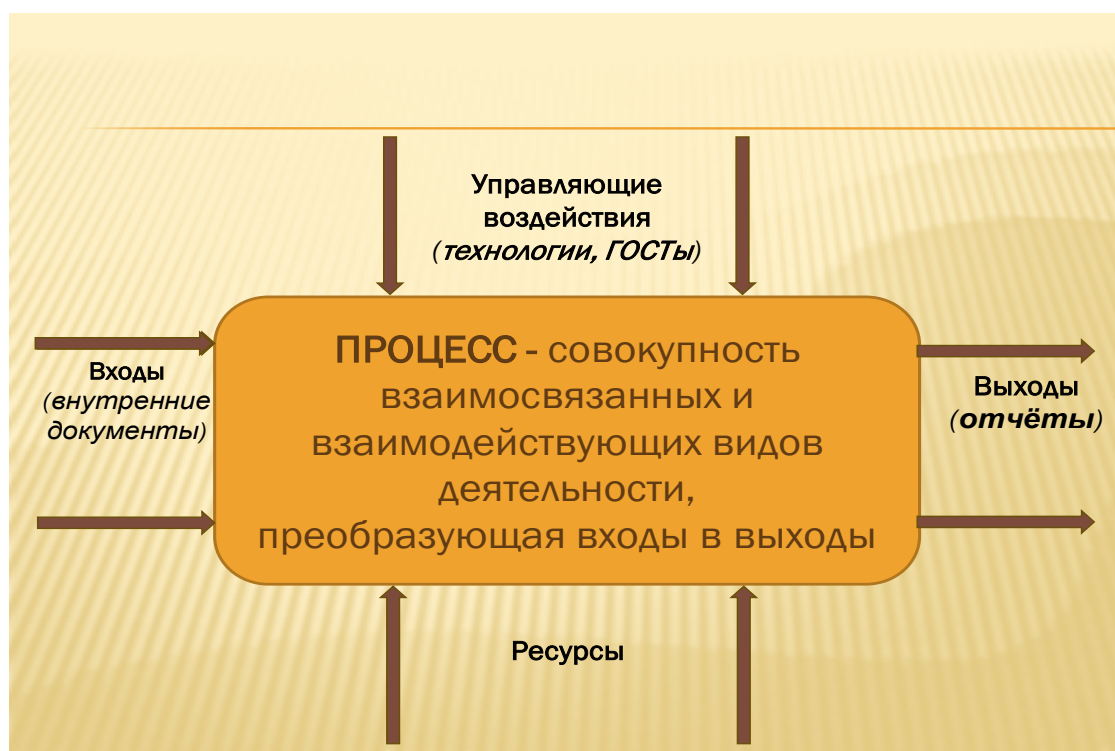 Управляющие
воздействия
(технологии, ГОСТы)
Входы
(внутренние
документы)
ПРОЦЕСС - совокупность
взаимосвязанных и
взаимодействующих видов
деятельности,
преобразующая входы в выходы
Выходы
(отчёты)
Ресурсы